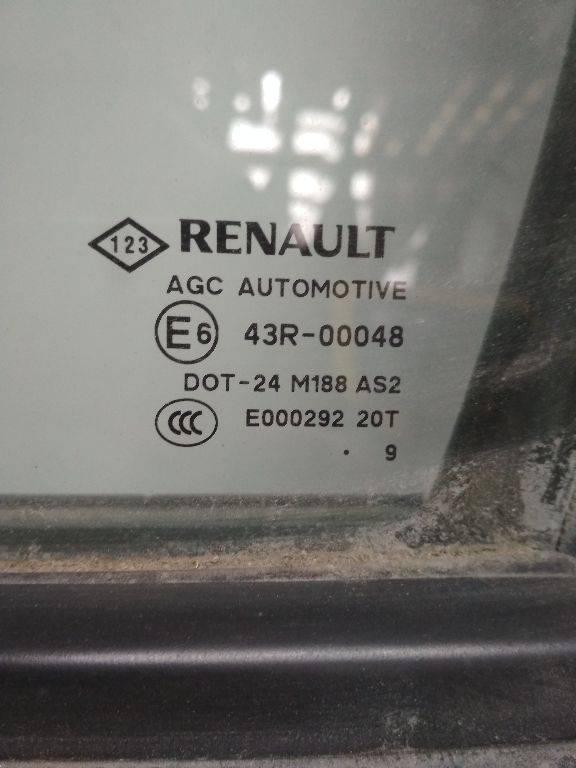 123 RENAULT
AGC AUTOMOTIVE
E6 43R-00048
DOT-24 M188 AS2
CCC E000292 20T
. 9